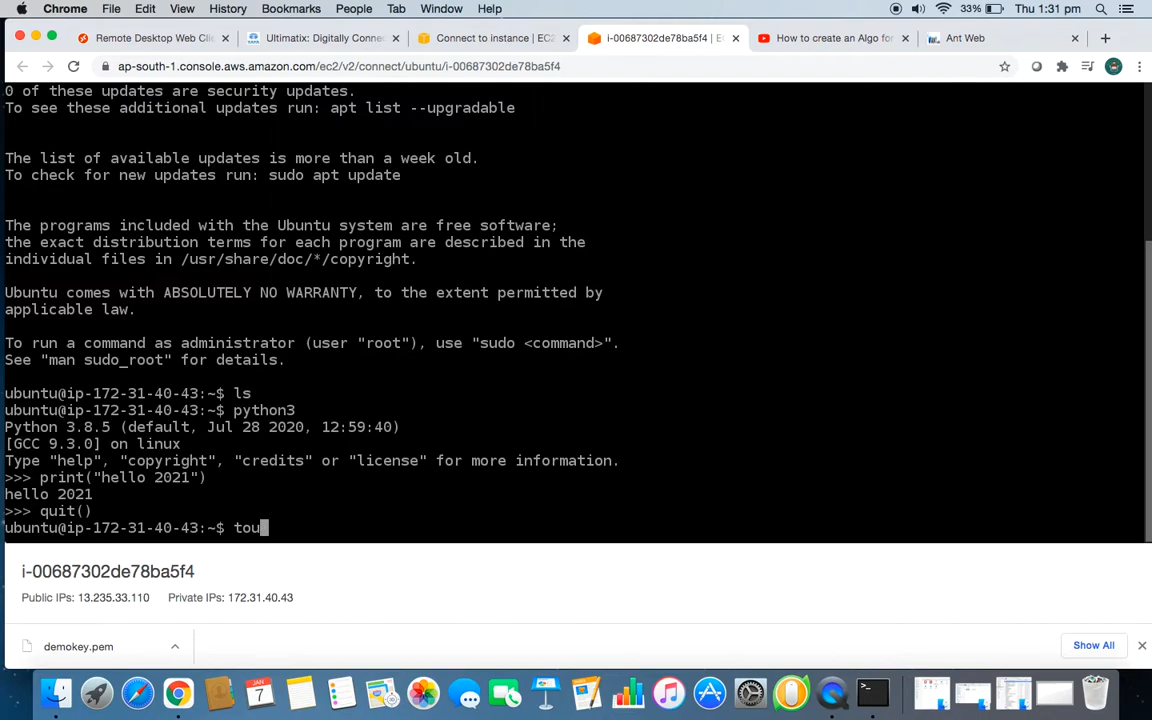 Chrome File Edit View History Bookmarks People Tab Window Help 33% Thu 1:31 pm
Remote Desktop Web Clie Ultimatix: Digitally Conne Connect to instance | EC2 i-00687302de78ba5f4 | E How to create an Algo for Ant Web
ap-south-1.console.aws.amazon.com/ec2/v2/connect/ubuntu/i-00687302de78ba5f4
0 of these updates are security updates.
To see these additional updates run: apt list --upgradable
The list of available updates is more than a week old.
To check for new updates run: sudo apt update
The programs included with the Ubuntu system are free software;
the exact distribution terms for each program are described in the
individual files in /usr/share/doc/*/copyright.
Ubuntu comes with ABSOLUTELY NO WARRANTY, to the extent permitted by
applicable law.
To run a command as administrator (user "root"), use "sudo <command>".
See "man sudo_root" for details.
ubuntu@ip-172-31-40-43:~$ ls
ubuntu@ip-172-31-40-43:~$ python3
Python 3.8.5 (default, Jul 28 2020, 12:59:40)
[GCC 9.3.0] on linux
Type "help", "copyright", "credits" or "license" for more information.
>>> print("hello 2021")
hello 2021
>>> quit()
ubuntu@ip-172-31-40-43:~$ tou
i-00687302de78ba5f4
Public IPs: 13.235.33.110 Private IPs: 172.31.40.43
demokey.pem Show All
JAN
7